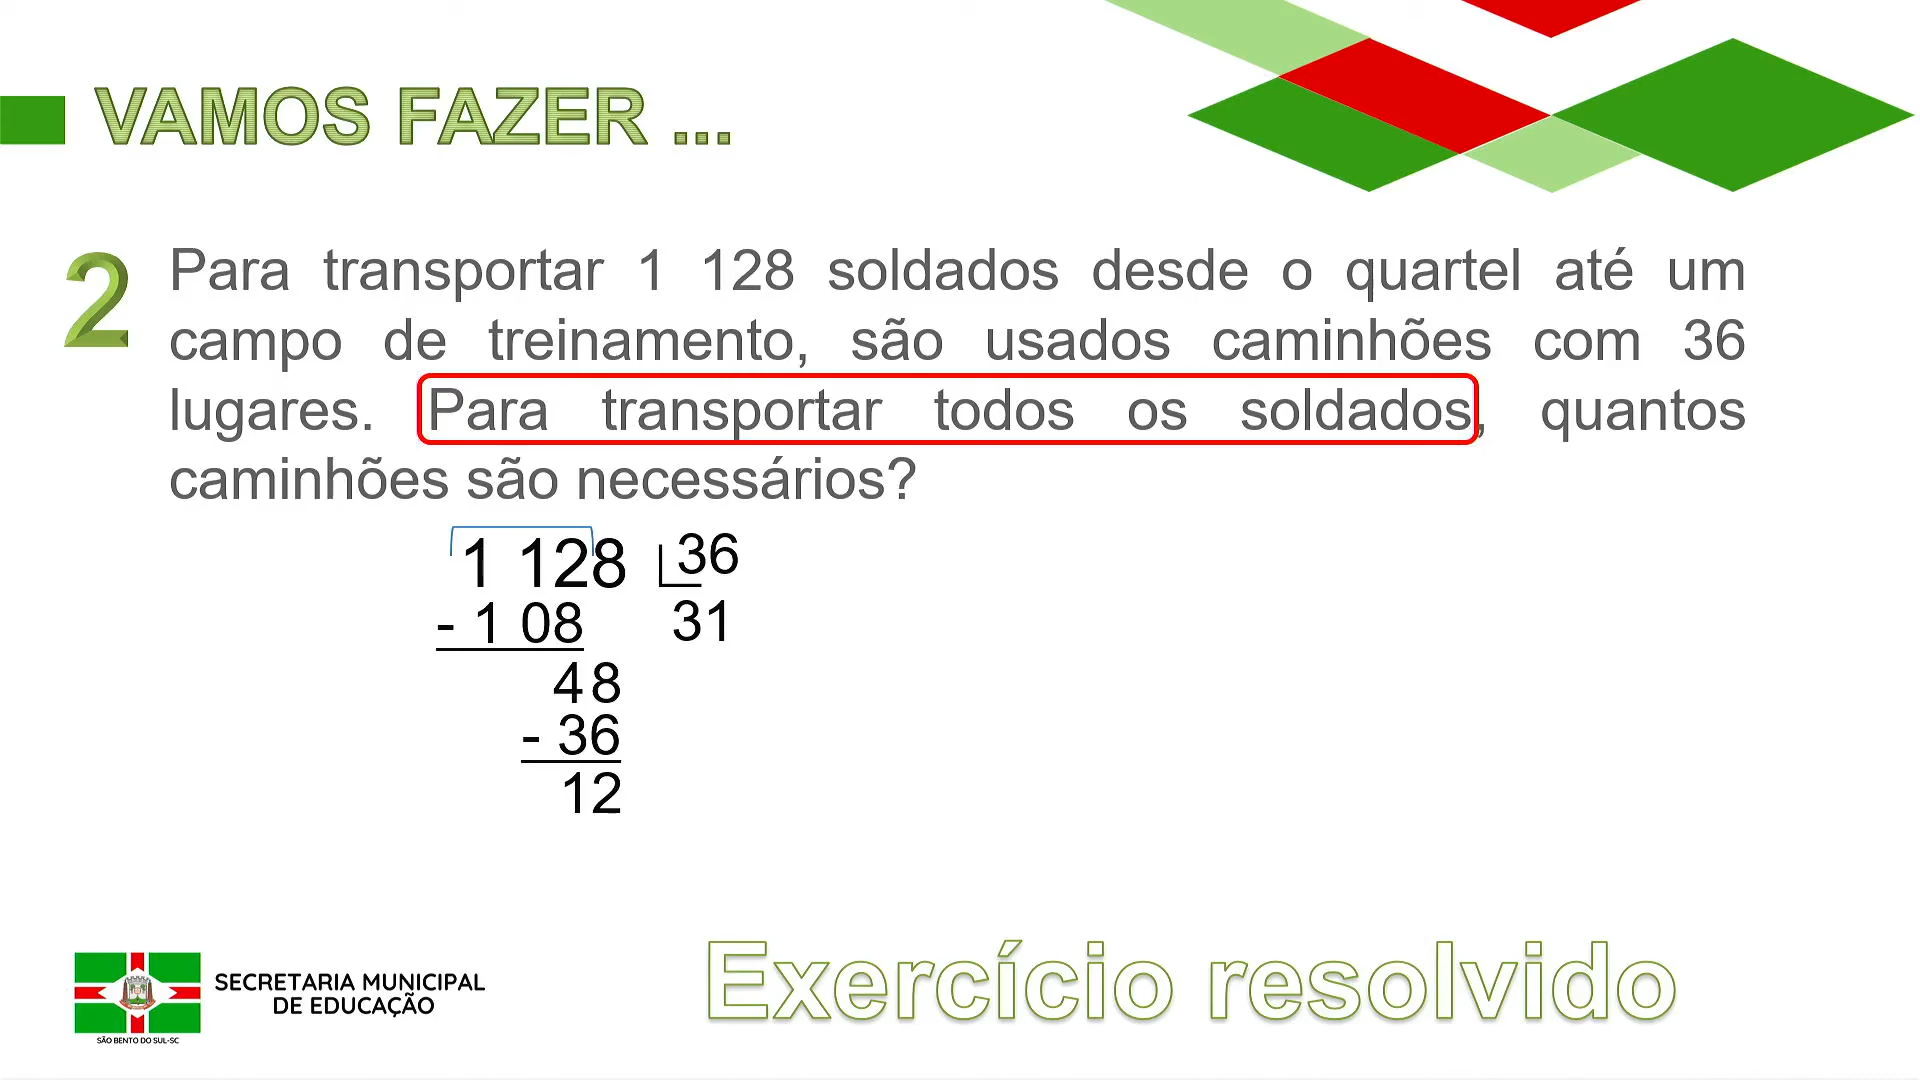 VAMOS FAZER ...
2
Para transportar 1 128 soldados desde o quartel até um
campo de treinamento, são usados caminhões com 36
lugares. Para transportar todos os soldados, quantos
caminhões são necessários?
1 128 36
- 1 08 31
48
- 36
12
Exercício resolvido
SECRETARIA MUNICIPAL
DE EDUCAÇÃO
SÃO BENTO DO SUL-SC